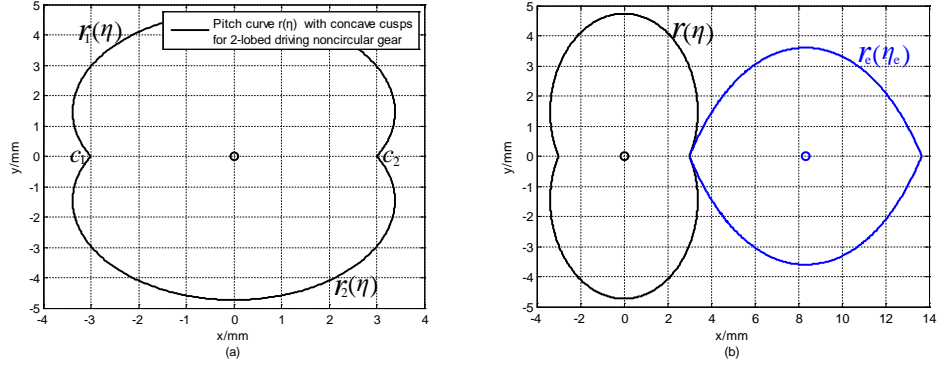 5
4
3
2
1
0
-1
-2
-3
-4
-5
y/mm
-4 -3 -2 -1 0 1 2 3 4
x/mm
(a)
r₁(η)
Pitch curve r(η) with concave cusps
for 2-lobed driving noncircular gear
c₁
c₂
r₂(η)
5
4
3
2
1
0
-1
-2
-3
-4
-5
y/mm
-4 -2 0 2 4 6 8 10 12 14
x/mm
(b)
r(η)
rₑ(ηₑ)